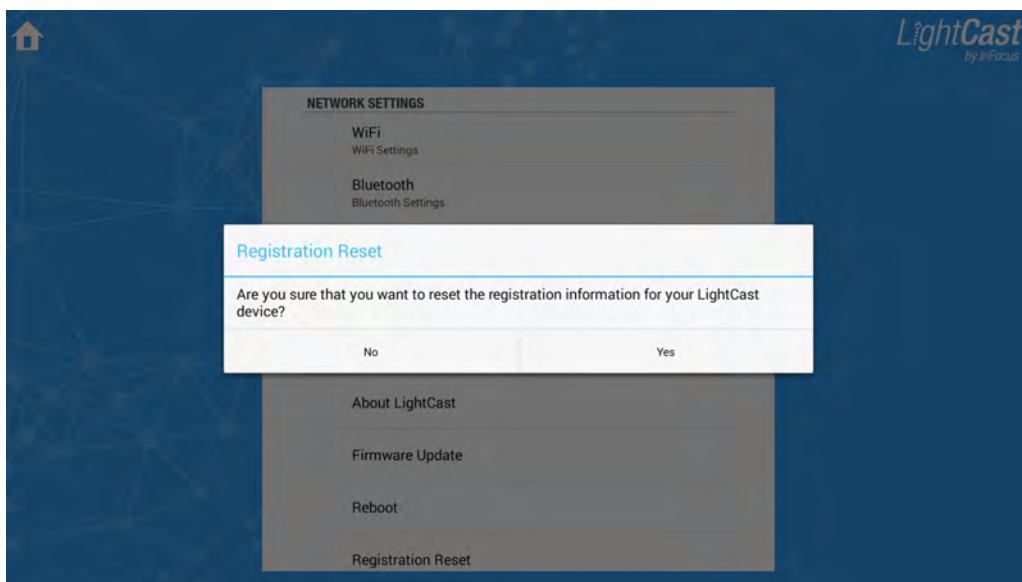 LightCast
by InFocus
NETWORK SETTINGS
WiFi
WiFi Settings
Bluetooth
Bluetooth Settings
Registration Reset
Are you sure that you want to reset the registration information for your LightCast
device?
No
Yes
About LightCast
Firmware Update
Reboot
Registration Reset